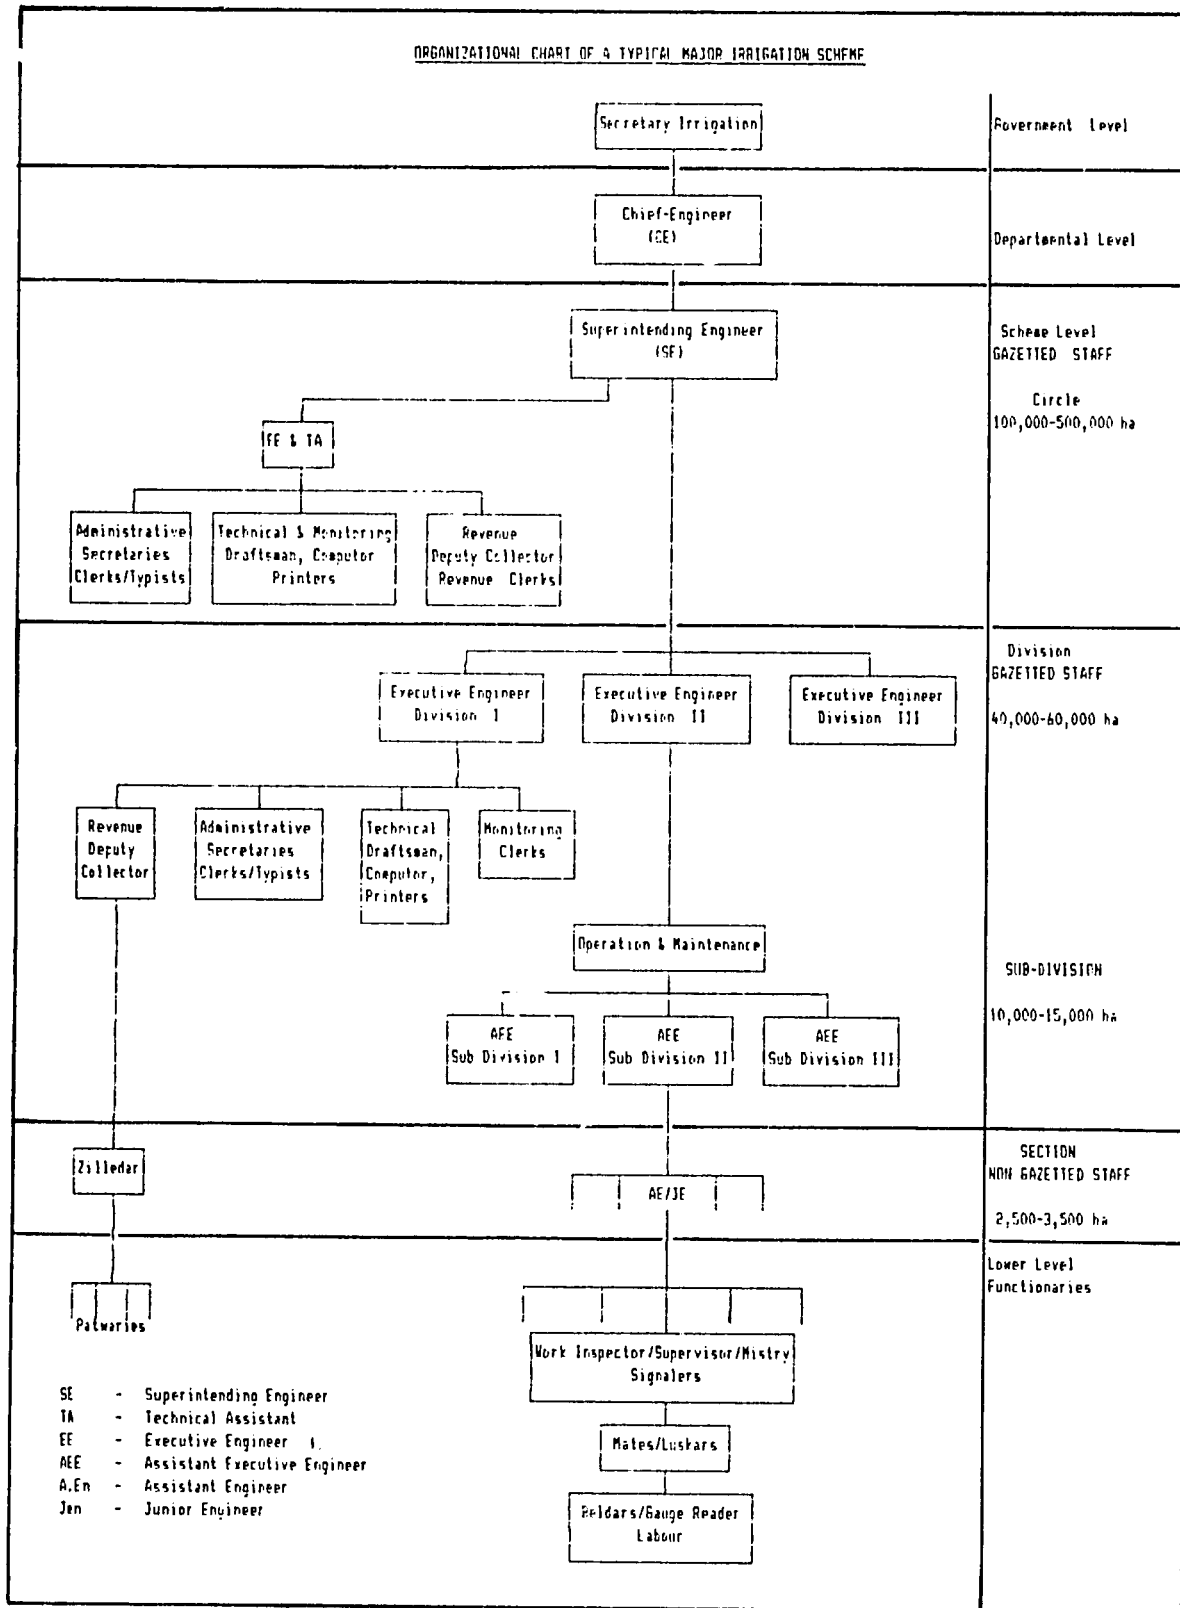 ORGANIZATIONAL CHART OF A TYPICAL MAJOR IRRIGATION SCHEME
Secretary Irrigation
Government Level
Chief-Engineer
(CE)
Departmental Level
Superintending Engineer
(SE)
Scheme Level
GAZETTED STAFF
Circle
100,000-500,000 ha
EE & TA
Administrative
Secretaries
Clerks/Typists
Technical & Monitoring
Draftsman, Computor
Printers
Revenue
Deputy Collector
Revenue Clerks
Division
GAZETTED STAFF
40,000-60,000 ha
Executive Engineer
Division I
Executive Engineer
Division II
Executive Engineer
Division III
Revenue
Deputy
Collector
Administrative
Secretaries
Clerks/Typists
Technical
Draftsman,
Computor,
Printers
Monitoring
Clerks
Operation & Maintenance
SUB-DIVISION
10,000-15,000 ha
AEE
Sub Division I
AEE
Sub Division II
AEE
Sub Division III
Zilledar
AE/JE
SECTION
NON GAZETTED STAFF
2,500-3,500 ha
Lower Level
Functionaries
Patwaries
Work Inspector/Supervisor/Mistry
Signalers
Mates/Luskars
Beldars/Gauge Reader
Labour
SE - Superintending Engineer
TA - Technical Assistant
EE - Executive Engineer
AEE - Assistant Executive Engineer
A.En - Assistant Engineer
Jen - Junior Engineer